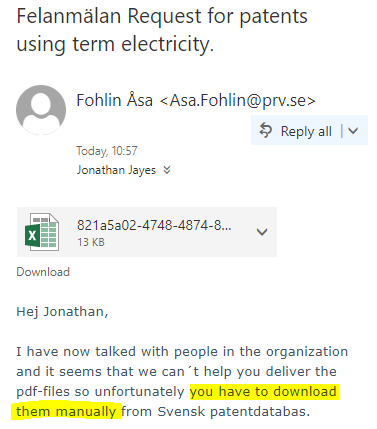 Felanmälan Request for patents
using term electricity.
Fohlin Åsa <Asa.Fohlin@prv.se>
Reply all
Today, 10:57
Jonathan Jayes
821a5a02-4748-4874-8...
13 KB
Download
Hej Jonathan,
I have now talked with people in the organization
and it seems that we can´t help you deliver the
pdf-files so unfortunately you have to download
them manually from Svensk patentdatabas.